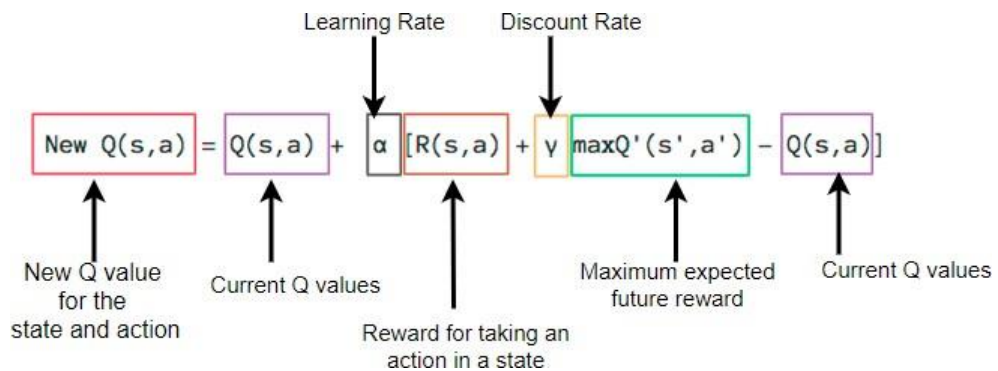 Learning Rate
Discount Rate
New Q(s,a) = Q(s,a) + α [R(s,a) + γ maxQ'(s',a') − Q(s,a)]
New Q value
for the
state and action
Current Q values
Reward for taking an
action in a state
Maximum expected
future reward
Current Q values